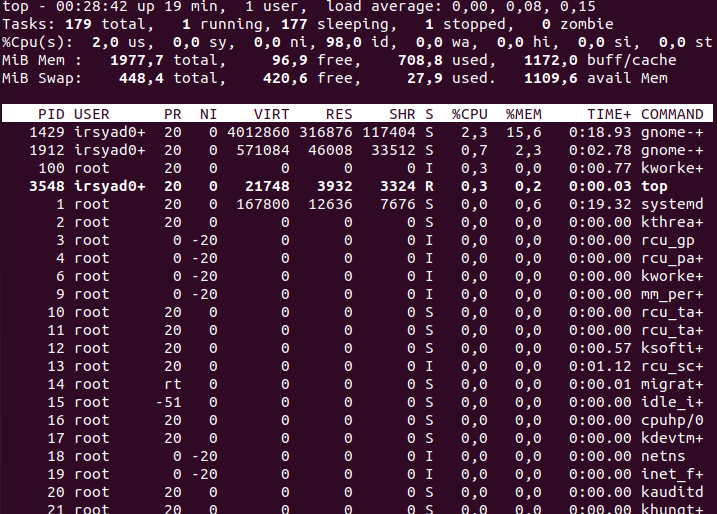 top - 00:28:42 up 19 min,  1 user,  load average: 0,00, 0,08, 0,15
Tasks: 179 total,   1 running, 177 sleeping,   1 stopped,   0 zombie
%Cpu(s):  2,0 us,  0,0 sy,  0,0 ni, 98,0 id,  0,0 wa,  0,0 hi,  0,0 si,  0,0 st
MiB Mem :   1977,7 total,     96,9 free,    708,8 used,   1172,0 buff/cache
MiB Swap:    448,4 total,    420,6 free,     27,9 used.   1109,6 avail Mem
PID USER      PR  NI    VIRT    RES    SHR S  %CPU  %MEM     TIME+ COMMAND
1429 irsyad0+  20   0 4012860 316876 117404 S   2,3  15,6   0:18.93 gnome-+
1912 irsyad0+  20   0  571084  46008  33512 S   0,7   2,3   0:02.78 gnome-+
100 root      20   0       0      0      0 I   0,3   0,0   0:00.77 kworke+
3548 irsyad0+  20   0   21748   3932   3324 R   0,3   0,2   0:00.03 top
1 root      20   0  167800  12636   7676 S   0,0   0,6   0:19.32 systemd
2 root      20   0       0      0      0 S   0,0   0,0   0:00.00 kthrea+
3 root       0 -20       0      0      0 I   0,0   0,0   0:00.00 rcu_gp
4 root       0 -20       0      0      0 I   0,0   0,0   0:00.00 rcu_pa+
6 root       0 -20       0      0      0 I   0,0   0,0   0:00.00 kworke+
9 root       0 -20       0      0      0 I   0,0   0,0   0:00.00 mm_per+
10 root      20   0       0      0      0 S   0,0   0,0   0:00.00 rcu_ta+
11 root      20   0       0      0      0 S   0,0   0,0   0:00.00 rcu_ta+
12 root      20   0       0      0      0 S   0,0   0,0   0:00.57 ksofti+
13 root      20   0       0      0      0 I   0,0   0,0   0:01.12 rcu_sc+
14 root      rt   0       0      0      0 S   0,0   0,0   0:00.01 migrat+
15 root     -51   0       0      0      0 S   0,0   0,0   0:00.00 idle_i+
16 root      20   0       0      0      0 S   0,0   0,0   0:00.00 cpuhp/0
17 root      20   0       0      0      0 S   0,0   0,0   0:00.00 kdevtm+
18 root       0 -20       0      0      0 I   0,0   0,0   0:00.00 netns
19 root       0 -20       0      0      0 I   0,0   0,0   0:00.00 inet_f+
20 root      20   0       0      0      0 S   0,0   0,0   0:00.00 kauditd
21 root      20   0       0      0      0 S   0,0   0,0   0:00.00 khungt+